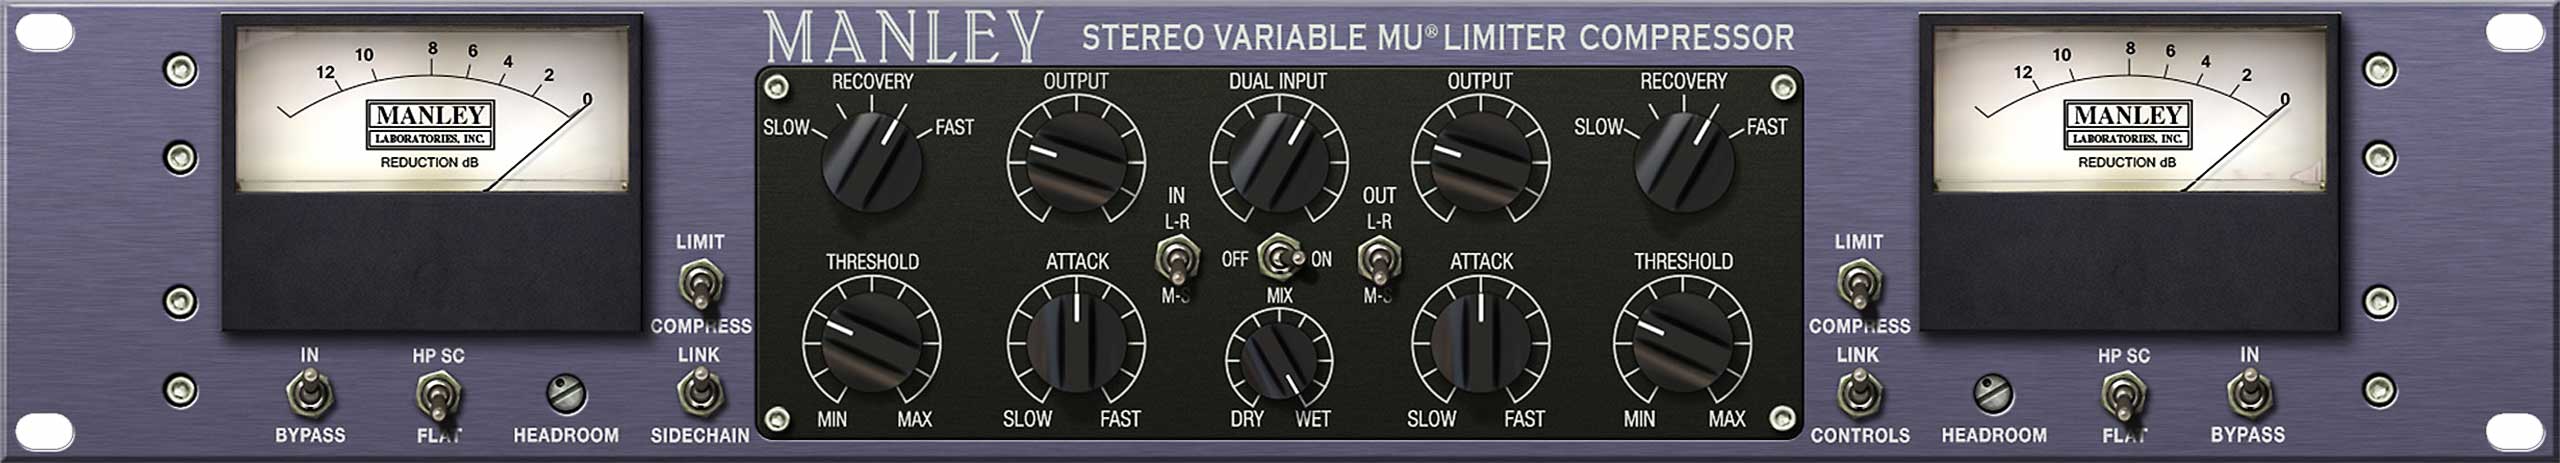 MANLEY STEREO VARIABLE MU® LIMITER COMPRESSOR
12 10 8 6 4 2 0
MANLEY
LABORATORIES, INC.
REDUCTION dB
LIMIT
COMPRESS
IN
BYPASS
HP SC
FLAT
HEADROOM
LINK
SIDECHAIN
RECOVERY
SLOW FAST
OUTPUT
DUAL INPUT
OUTPUT
RECOVERY
SLOW FAST
IN
L-R
M-S
OFF ON
OUT
L-R
M-S
THRESHOLD
MIN MAX
ATTACK
SLOW FAST
MIX
DRY WET
ATTACK
SLOW FAST
THRESHOLD
MIN MAX
12 10 8 6 4 2 0
MANLEY
LABORATORIES, INC.
REDUCTION dB
LIMIT
COMPRESS
LINK
CONTROLS
HEADROOM
HP SC
FLAT
IN
BYPASS